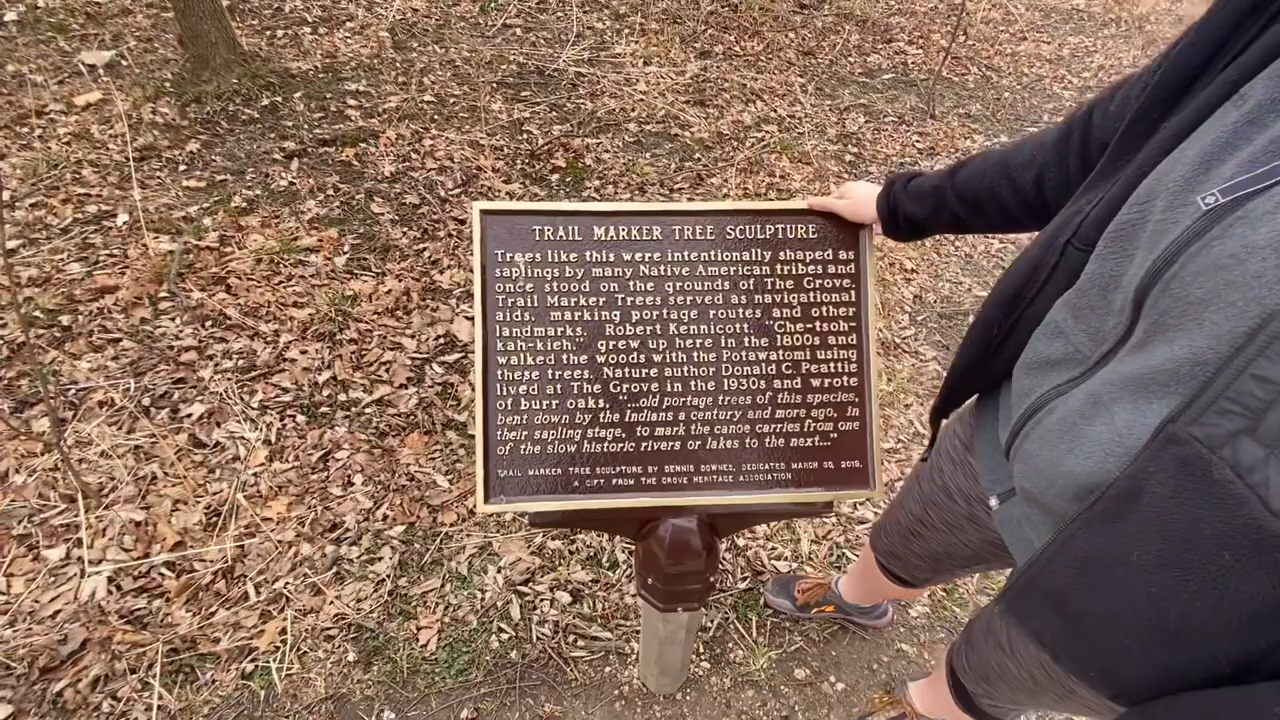 TRAIL MARKER TREE SCULPTURE
Trees like this were intentionally shaped as
saplings by many Native American tribes and
once stood on the grounds of The Grove.
Trail Marker Trees served as navigational
aids, marking portage routes and other
landmarks. Robert Kennicott, "Che-tsoh-
kah-kieh," grew up here in the 1800s and
walked the woods with the Potawatomi using
these trees. Nature author Donald C. Peattie
lived at The Grove in the 1930s and wrote
of burr oaks, "...old portage trees of this species,
bent down by the Indians a century and more ago, in
their sapling stage, to mark the canoe carries from one
of the slow historic rivers or lakes to the next..."
TRAIL MARKER TREE SCULPTURE BY DENNIS DOWNES, DEDICATED MARCH 30, 2019,
A GIFT FROM THE GROVE HERITAGE ASSOCIATION